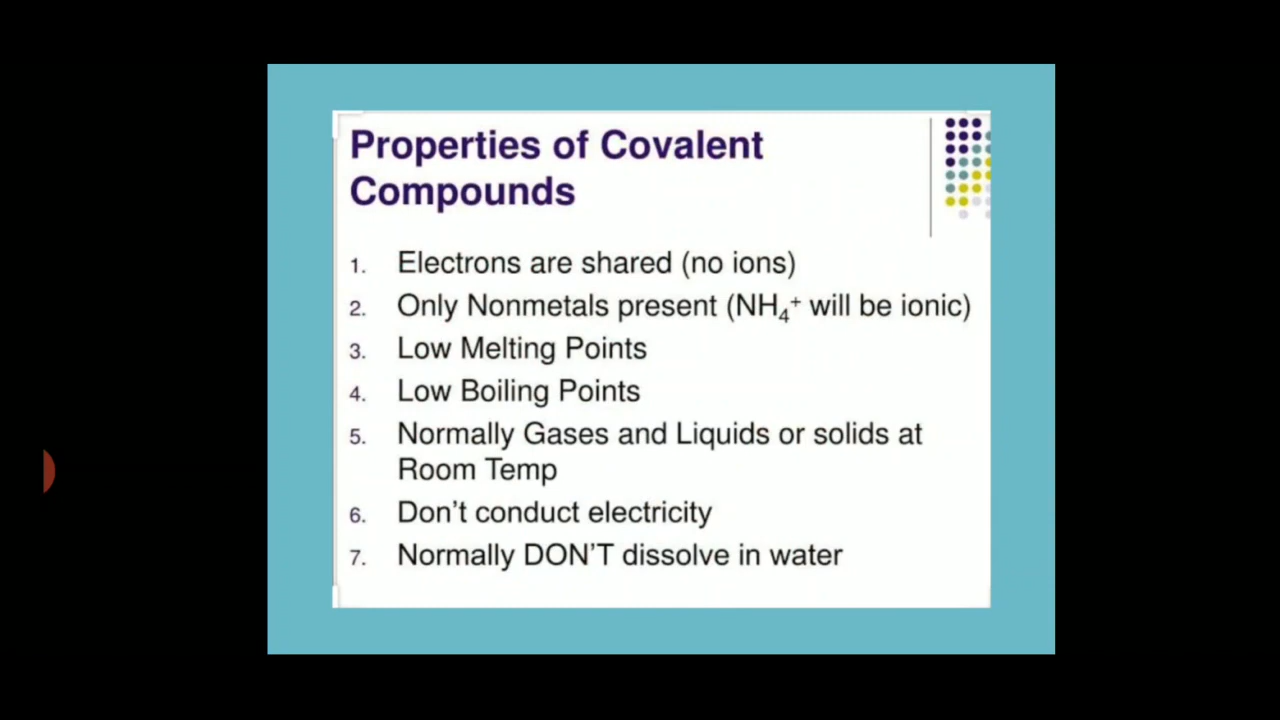 Properties of Covalent
Compounds
1. Electrons are shared (no ions)
2. Only Nonmetals present (NH₄⁺ will be ionic)
3. Low Melting Points
4. Low Boiling Points
5. Normally Gases and Liquids or solids at
Room Temp
6. Don't conduct electricity
7. Normally DON'T dissolve in water